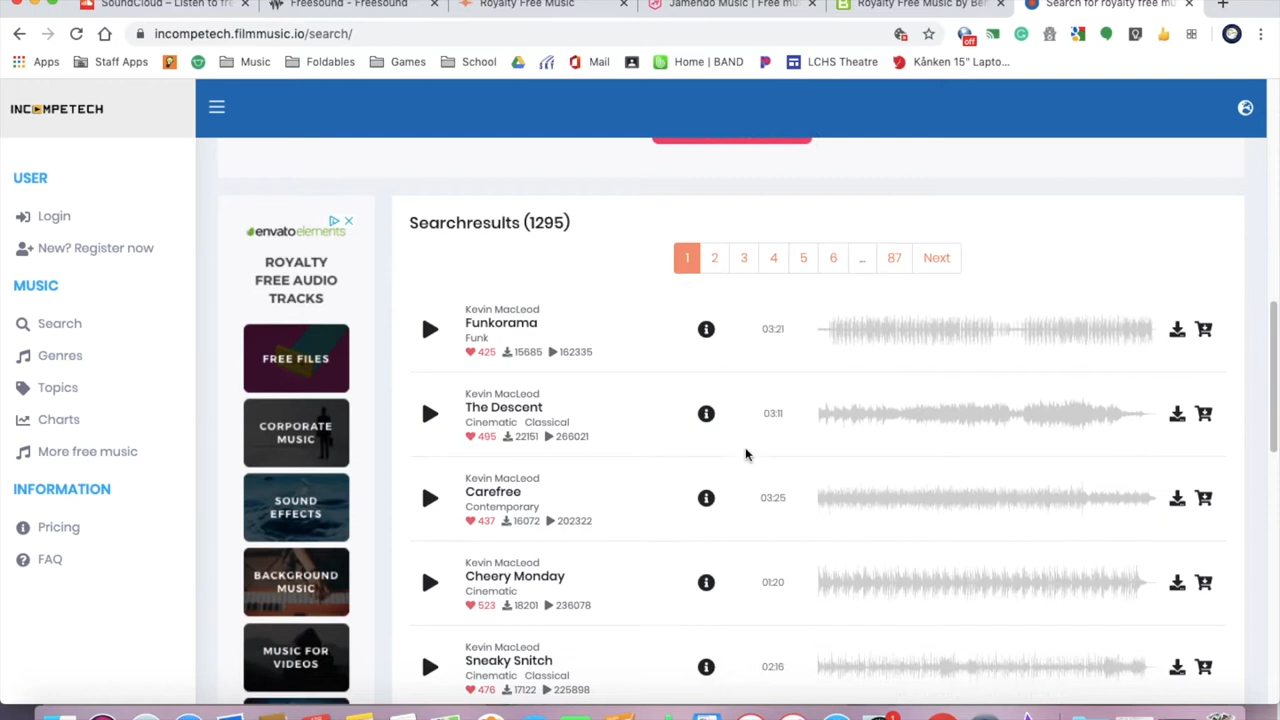 SoundCloud – Listen to fre
Freesound - Freesound
Royalty Free Music
Jamendo Music | Free mu
Royalty Free Music by Ben
Search for royalty free mu
incompetech.filmmusic.io/search/
off
Apps
Staff Apps
Music
Foldables
Games
School
Mail
Home | BAND
LCHS Theatre
Kånken 15" Lapto...
INCOMPETECH
USER
Login
New? Register now
MUSIC
Search
Genres
Topics
Charts
More free music
INFORMATION
Pricing
FAQ
envatoelements
ROYALTY
FREE AUDIO
TRACKS
FREE FILES
CORPORATE
MUSIC
SOUND
EFFECTS
BACKGROUND
MUSIC
MUSIC FOR
VIDEOS
Searchresults (1295)
1 2 3 4 5 6 ... 87 Next
Kevin MacLeod
Funkorama
Funk
425 15685 162335
03:21
Kevin MacLeod
The Descent
Cinematic Classical
495 22151 266021
03:11
Kevin MacLeod
Carefree
Contemporary
437 16072 202322
03:25
Kevin MacLeod
Cheery Monday
Cinematic
523 18201 236078
01:20
Kevin MacLeod
Sneaky Snitch
Cinematic Classical
476 17122 225898
02:16